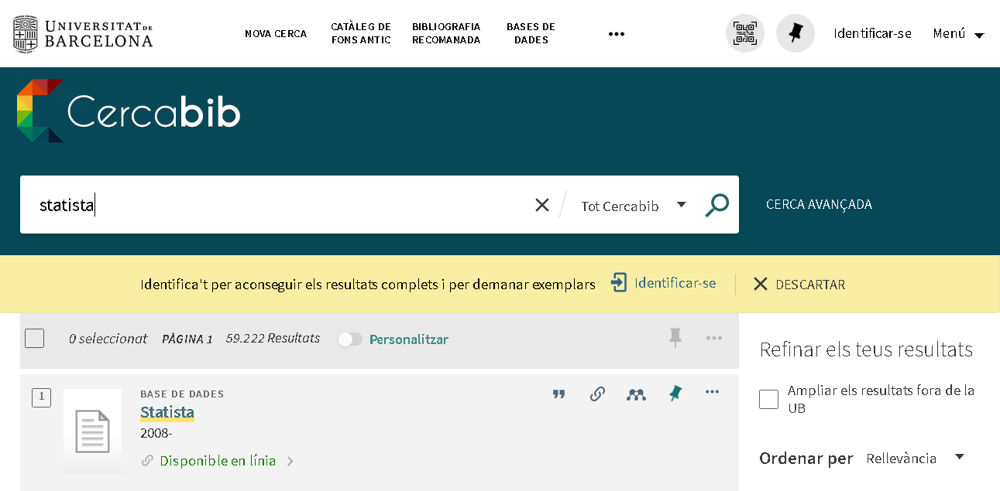 UNIVERSITAT DE
BARCELONA
NOVA CERCA
CATÀLEG DE
FONS ANTIC
BIBLIOGRAFIA
RECOMANADA
BASES DE
DADES
Identificar-se
Menú
Cercabib
statista
Tot Cercabib
CERCA AVANÇADA
Identifica't per aconseguir els resultats complets i per demanar exemplars
Identificar-se
DESCARTAR
0 seleccionat
PÀGINA 1
59.222 Resultats
Personalitzar
Refinar els teus resultats
1
BASE DE DADES
Statista
2008-
Disponible en línia
Ampliar els resultats fora de la
UB
Ordenar per
Rellevància